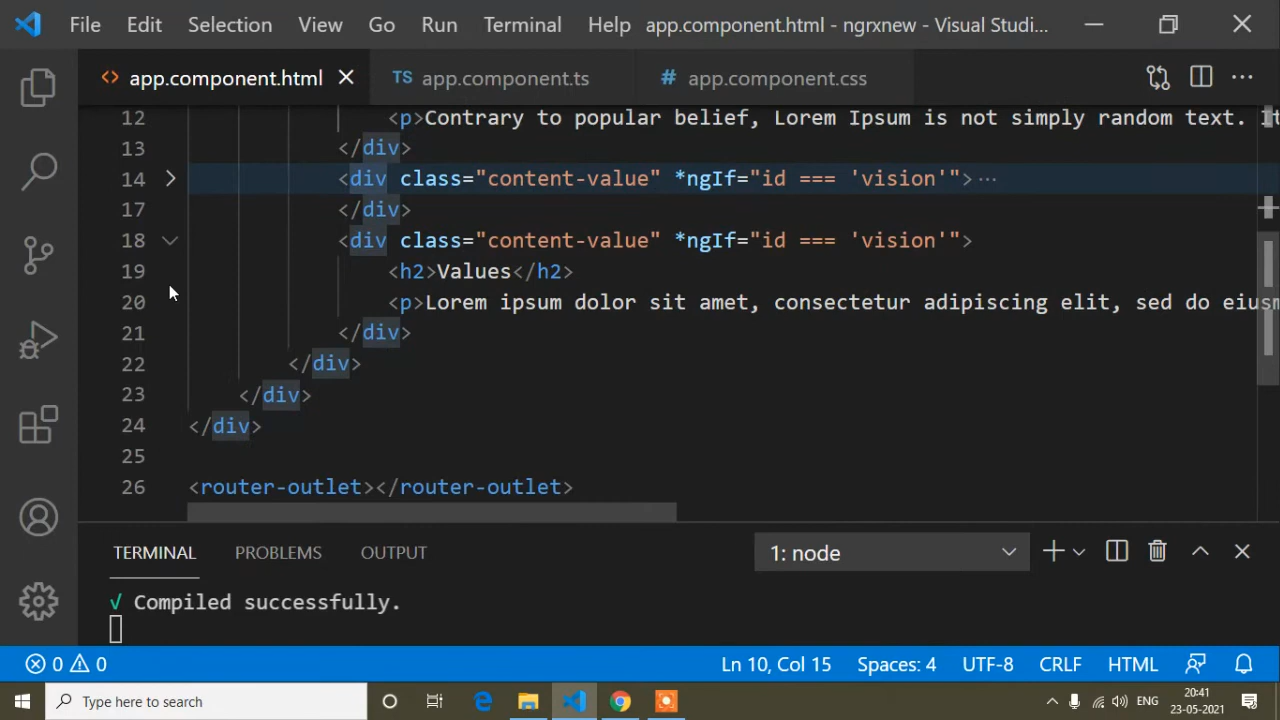 File Edit Selection View Go Run Terminal Help app.component.html - ngrxnew - Visual Studi...
<> app.component.html TS app.component.ts # app.component.css ...
12 <p>Contrary to popular belief, Lorem Ipsum is not simply random text. It
13 </div>
14 <div class="content-value" *ngIf="id === 'vision'">...
17 </div>
18 <div class="content-value" *ngIf="id === 'vision'">
19 <h2>Values</h2>
20 <p>Lorem ipsum dolor sit amet, consectetur adipiscing elit, sed do eiusm
21 </div>
22 </div>
23 </div>
24 </div>
25
26 <router-outlet></router-outlet>
TERMINAL PROBLEMS OUTPUT 1: node
√ Compiled successfully.
0 0 Ln 10, Col 15 Spaces: 4 UTF-8 CRLF HTML
Type here to search ENG 20:41
23-05-2021